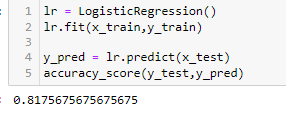 1 lr = LogisticRegression()
2 lr.fit(x_train,y_train)
3
4 y_pred = lr.predict(x_test)
5 accuracy_score(y_test,y_pred)
: 0.8175675675675675